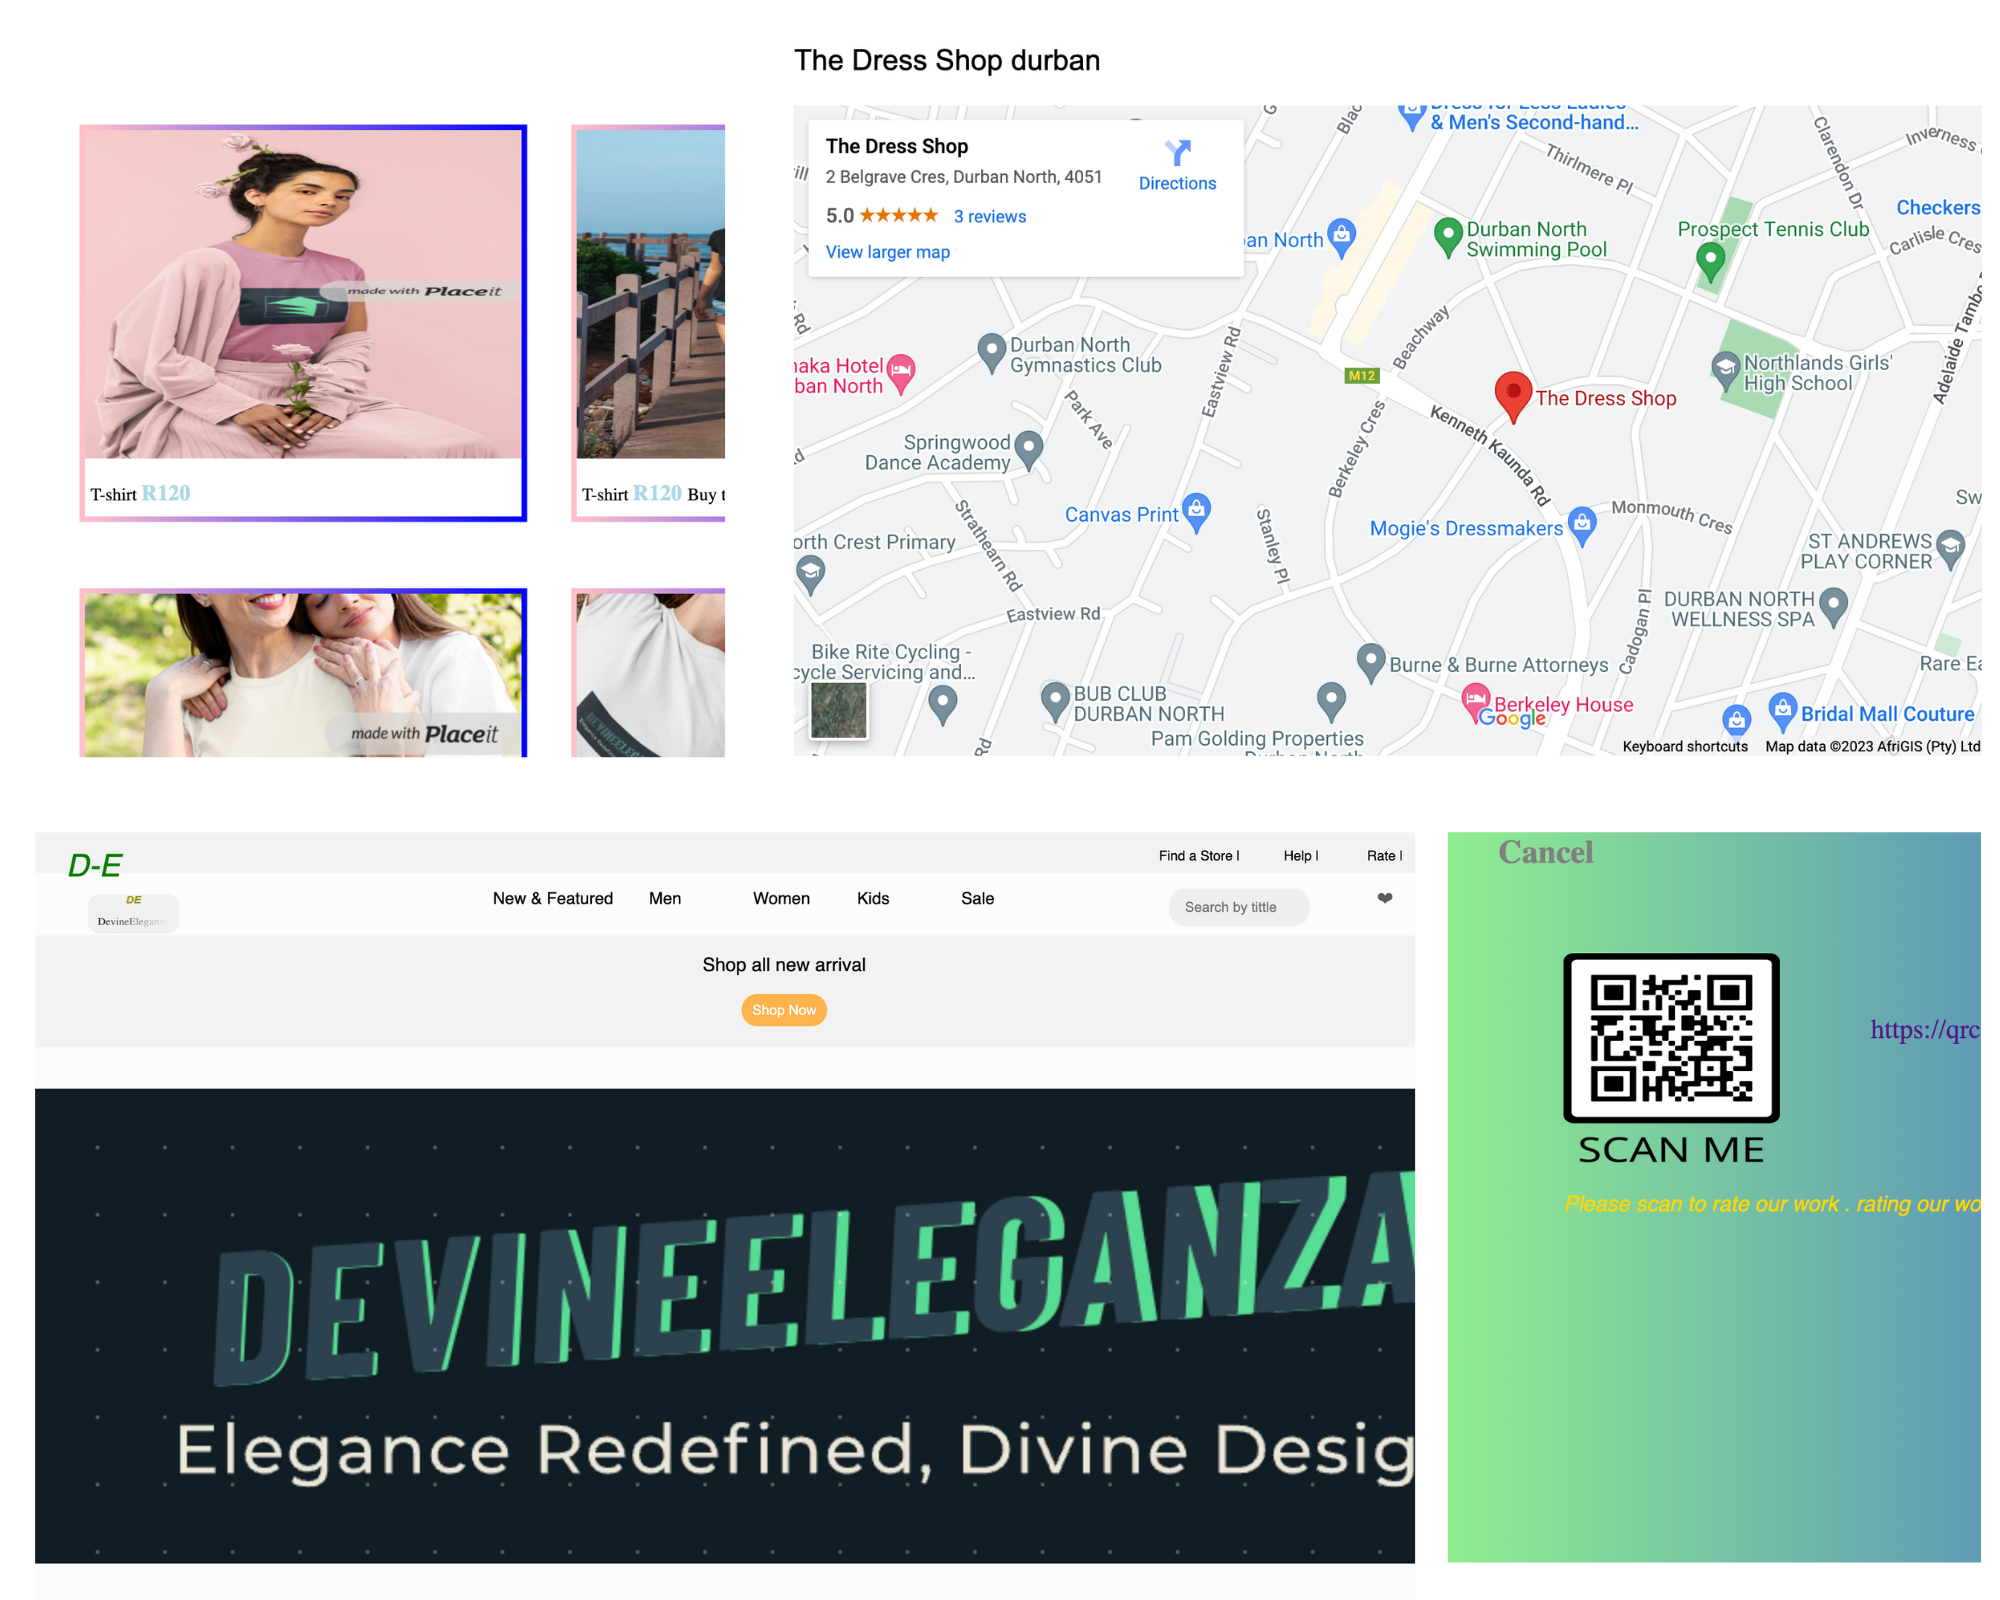 The Dress Shop durban
made with Placeit
T-shirt R120
T-shirt R120 Buy t
made with Placeit
DEVINEELEG
The Dress Shop
2 Belgrave Cres, Durban North, 4051
5.0 ★★★★★ 3 reviews
View larger map
Directions
& Men's Second-hand...
Thirlmere Pl
Clarendon Dr
Inverness
Checkers
Carlisle Cres
Durban North
Swimming Pool
Prospect Tennis Club
ban North
Adelaide Tambo
Beachway
Eastview Rd
Durban North
Gymnastics Club
naka Hotel
ban North
M12
Northlands Girls'
High School
The Dress Shop
Kenneth Kaunda Rd
Park Ave
Berkeley Cres
Springwood
Dance Academy
Canvas Print
Strathearn Rd
Stanley Pl
Mogie's Dressmakers
Monmouth Cres
orth Crest Primary
ST ANDREWS
PLAY CORNER
Sw
Eastview Rd
Cadogan Pl
DURBAN NORTH
WELLNESS SPA
Bike Rite Cycling -
cycle Servicing and...
Burne & Burne Attorneys
Rare Ea
BUB CLUB
DURBAN NORTH
Berkeley House
Google
Bridal Mall Couture
Pam Golding Properties
Keyboard shortcuts Map data ©2023 AfriGIS (Pty) Ltd
D-E
Find a Store | Help | Rate |
DE
DevineEleganz
New & Featured Men Women Kids Sale
Search by tittle
❤
Shop all new arrival
Shop Now
DEVINEELEGANZA
Elegance Redefined, Divine Desig
Cancel
https://qrc
SCAN ME
Please scan to rate our work . rating our wo